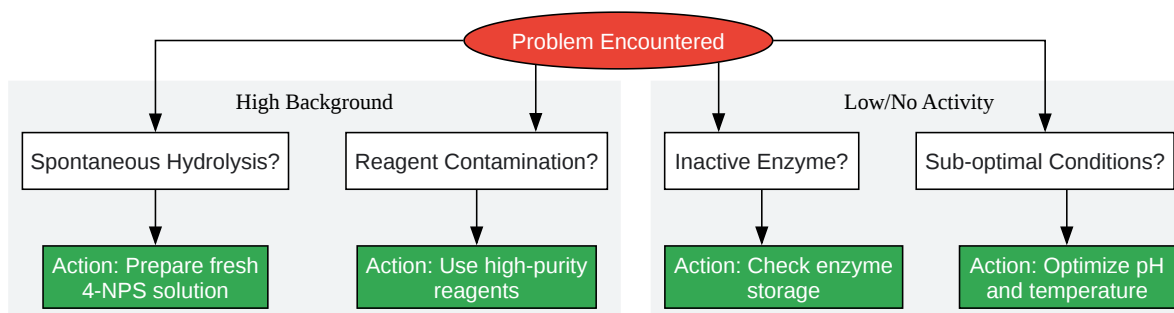 Problem Encountered
High Background
Low/No Activity
Spontaneous Hydrolysis?
Reagent Contamination?
Inactive Enzyme?
Sub-optimal Conditions?
Action: Prepare fresh
4-NPS solution
Action: Use high-purity
reagents
Action: Check enzyme
storage
Action: Optimize pH
and temperature